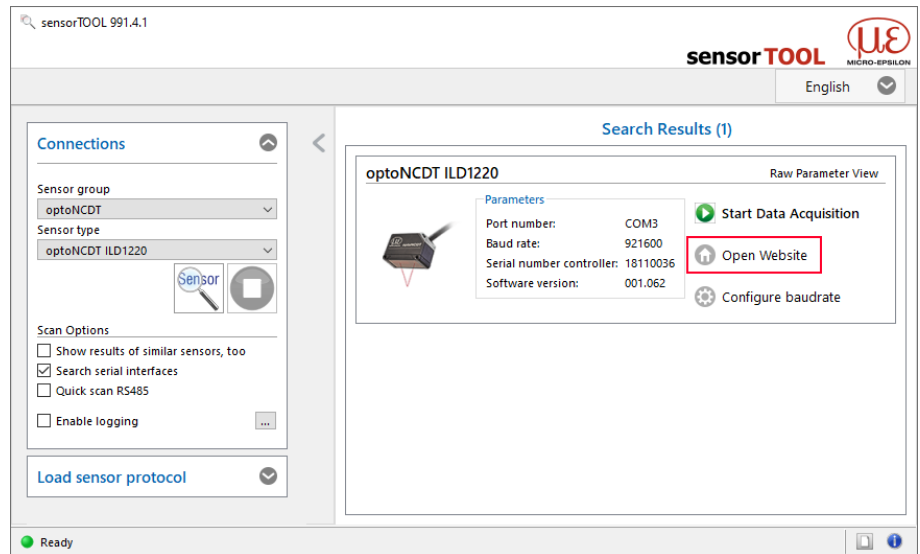 sensorTOOL 991.4.1
sensorTOOL
με
MICRO-EPSILON
English
Connections
Sensor group
optoNCDT
Sensor type
optoNCDT ILD1220
Sensor
Scan Options
Show results of similar sensors, too
Search serial interfaces
Quick scan RS485
Enable logging
...
Load sensor protocol
Search Results (1)
optoNCDT ILD1220
Raw Parameter View
Parameters
Port number: COM3
Baud rate: 921600
Serial number controller: 18110036
Software version: 001.062
Start Data Acquisition
Open Website
Configure baudrate
Ready